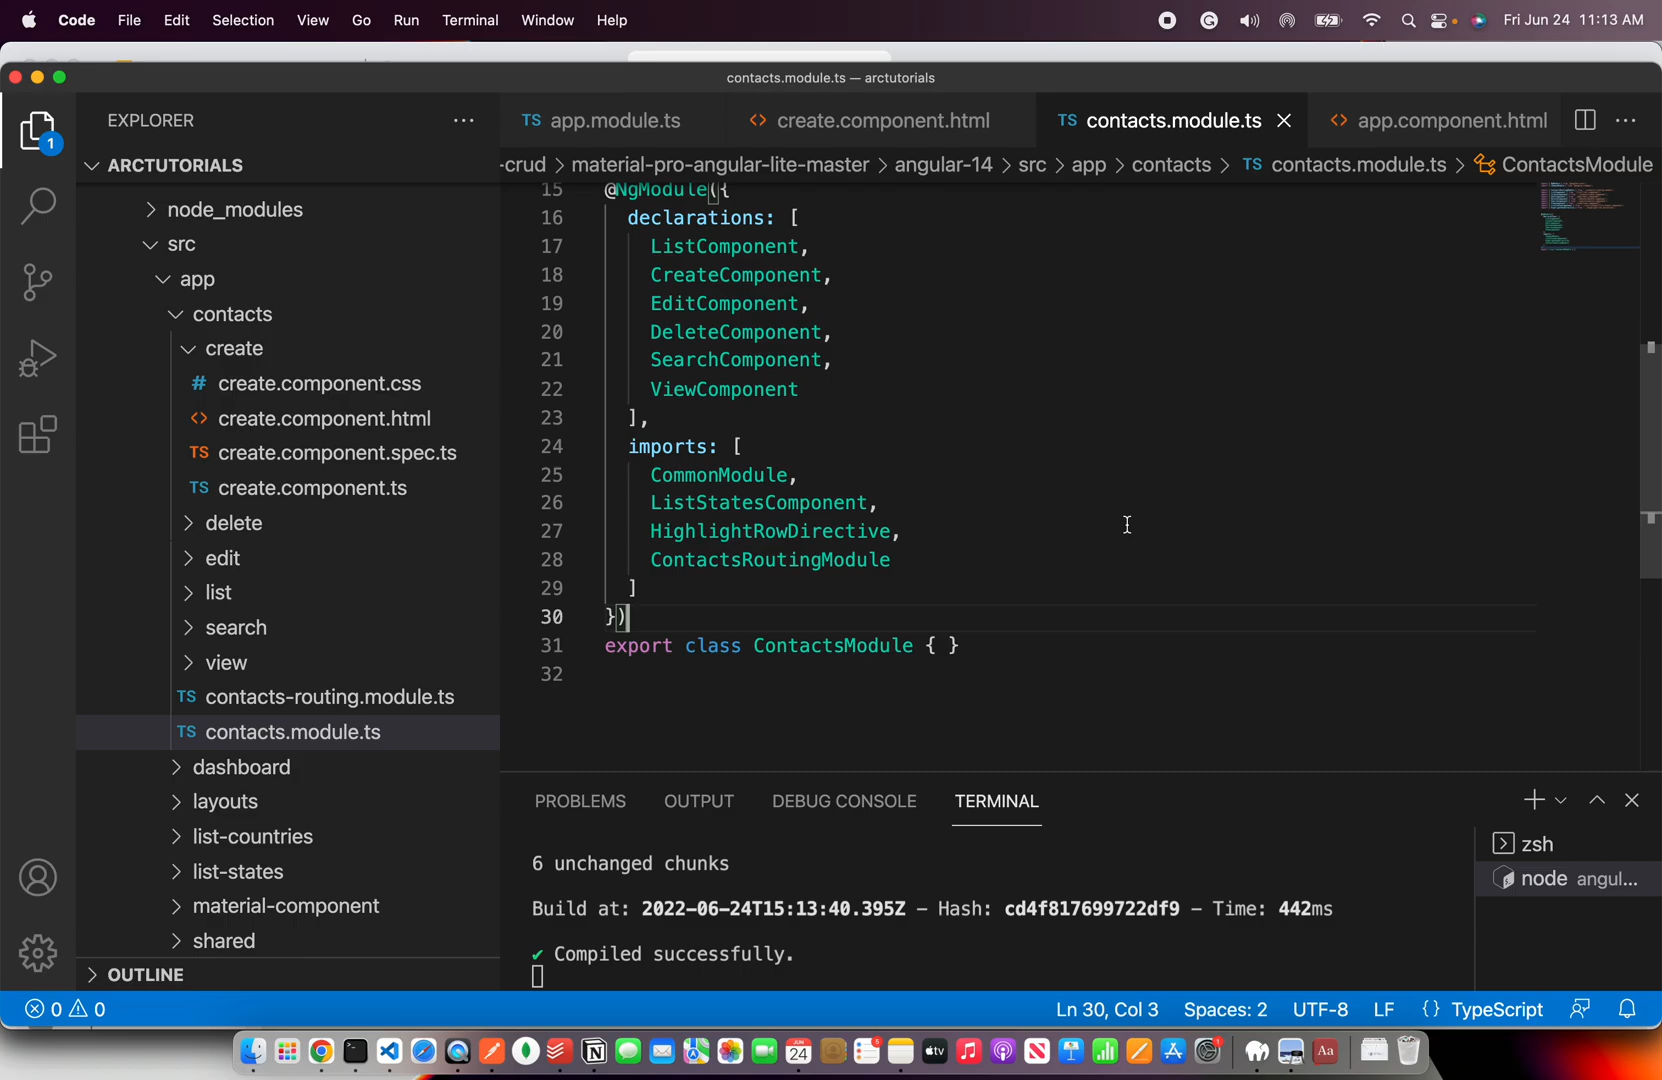 Code File Edit Selection View Go Run Terminal Window Help Fri Jun 24 11:13 AM
contacts.module.ts — arctutorials
EXPLORER
TS app.module.ts
<> create.component.html
TS contacts.module.ts
<> app.component.html
ARCTUTORIALS
-crud > material-pro-angular-lite-master > angular-14 > src > app > contacts > TS contacts.module.ts > ContactsModule
node_modules
src
app
contacts
create
# create.component.css
<> create.component.html
TS create.component.spec.ts
TS create.component.ts
delete
edit
list
search
view
TS contacts-routing.module.ts
TS contacts.module.ts
dashboard
layouts
list-countries
list-states
material-component
shared
OUTLINE
15 @NgModule({
16 declarations: [
17 ListComponent,
18 CreateComponent,
19 EditComponent,
20 DeleteComponent,
21 SearchComponent,
22 ViewComponent
23 ],
24 imports: [
25 CommonModule,
26 ListStatesComponent,
27 HighlightRowDirective,
28 ContactsRoutingModule
29 ]
30 })
31 export class ContactsModule { }
32
PROBLEMS OUTPUT DEBUG CONSOLE TERMINAL
6 unchanged chunks
Build at: 2022-06-24T15:13:40.395Z - Hash: cd4f817699722df9 - Time: 442ms
✔ Compiled successfully.
zsh
node angul...
1
0 0
Ln 30, Col 3 Spaces: 2 UTF-8 LF {} TypeScript
JUN
24
5
tv
1
Aa